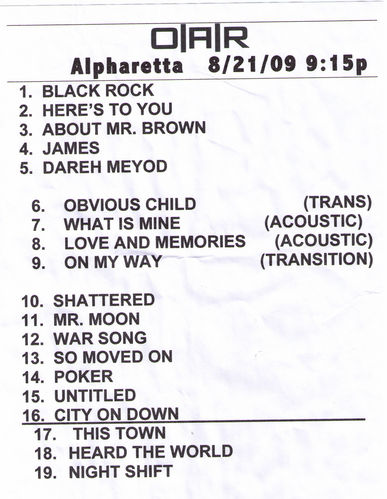 O|A|R
Alpharetta 8/21/09 9:15p
1. BLACK ROCK
2. HERE'S TO YOU
3. ABOUT MR. BROWN
4. JAMES
5. DAREH MEYOD
6. OBVIOUS CHILD (TRANS)
7. WHAT IS MINE (ACOUSTIC)
8. LOVE AND MEMORIES (ACOUSTIC)
9. ON MY WAY (TRANSITION)
10. SHATTERED
11. MR. MOON
12. WAR SONG
13. SO MOVED ON
14. POKER
15. UNTITLED
16. CITY ON DOWN
17. THIS TOWN
18. HEARD THE WORLD
19. NIGHT SHIFT